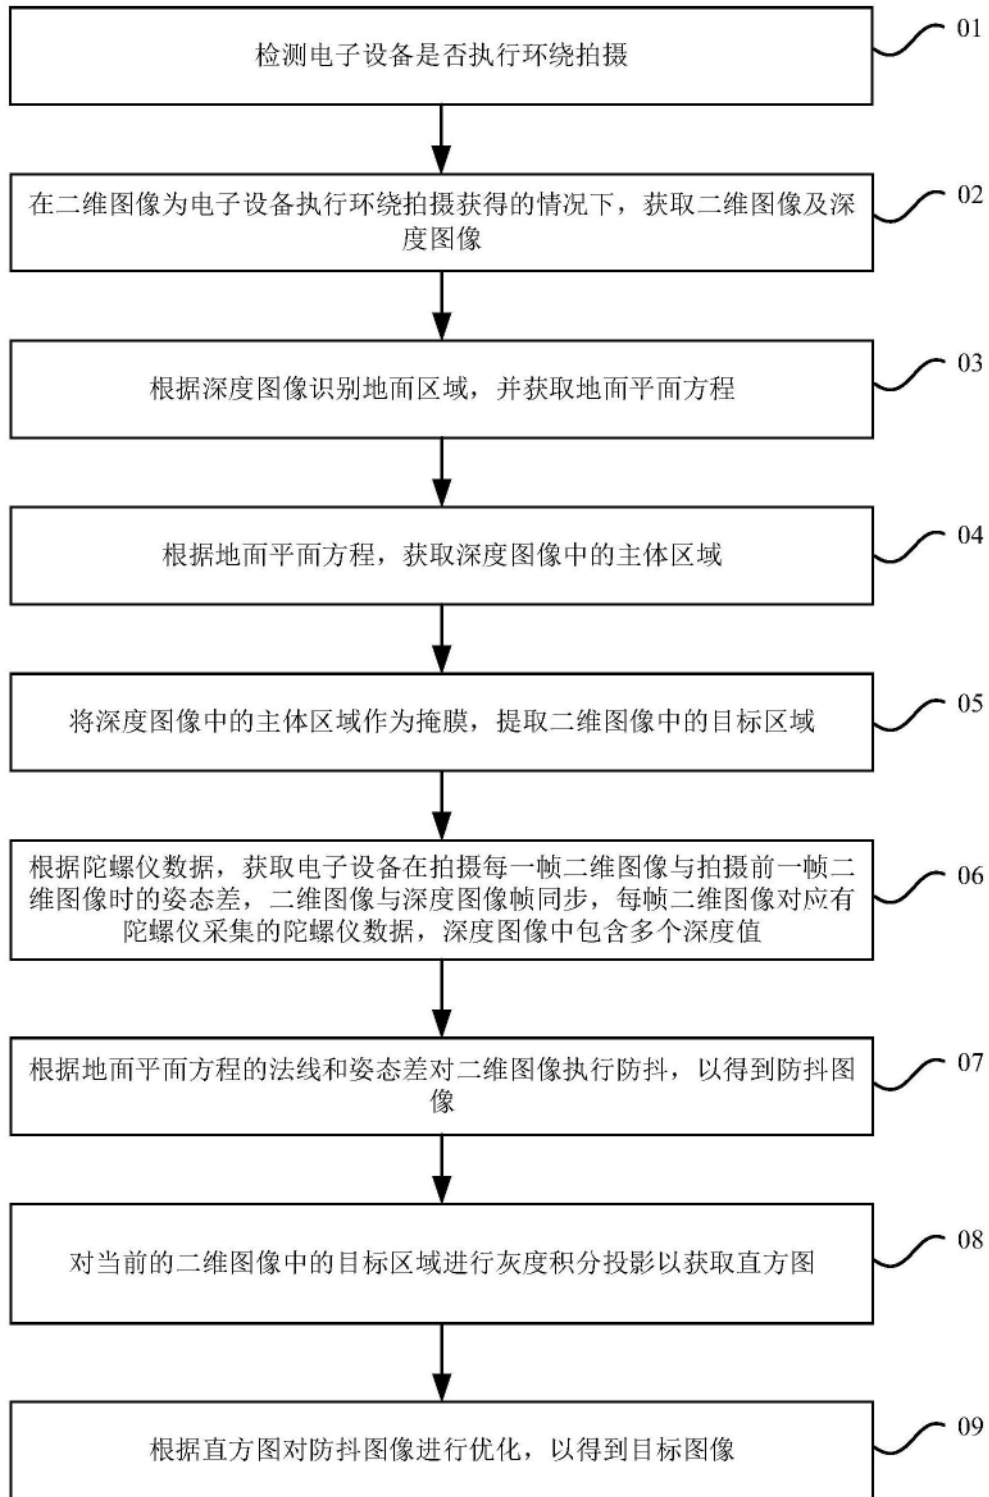 检测电子设备是否执行环绕拍摄
01
在二维图像为电子设备执行环绕拍摄获得的情况下，获取二维图像及深
度图像
02
根据深度图像识别地面区域，并获取地面平面方程
03
根据地面平面方程，获取深度图像中的主体区域
04
将深度图像中的主体区域作为掩膜，提取二维图像中的目标区域
05
根据陀螺仪数据，获取电子设备在拍摄每一帧二维图像与拍摄前一帧二
维图像时的姿态差，二维图像与深度图像帧同步，每帧二维图像对应有
陀螺仪采集的陀螺仪数据，深度图像中包含多个深度值
06
根据地面平面方程的法线和姿态差对二维图像执行防抖，以得到防抖图
像
07
对当前的二维图像中的目标区域进行灰度积分投影以获取直方图
08
根据直方图对防抖图像进行优化，以得到目标图像
09